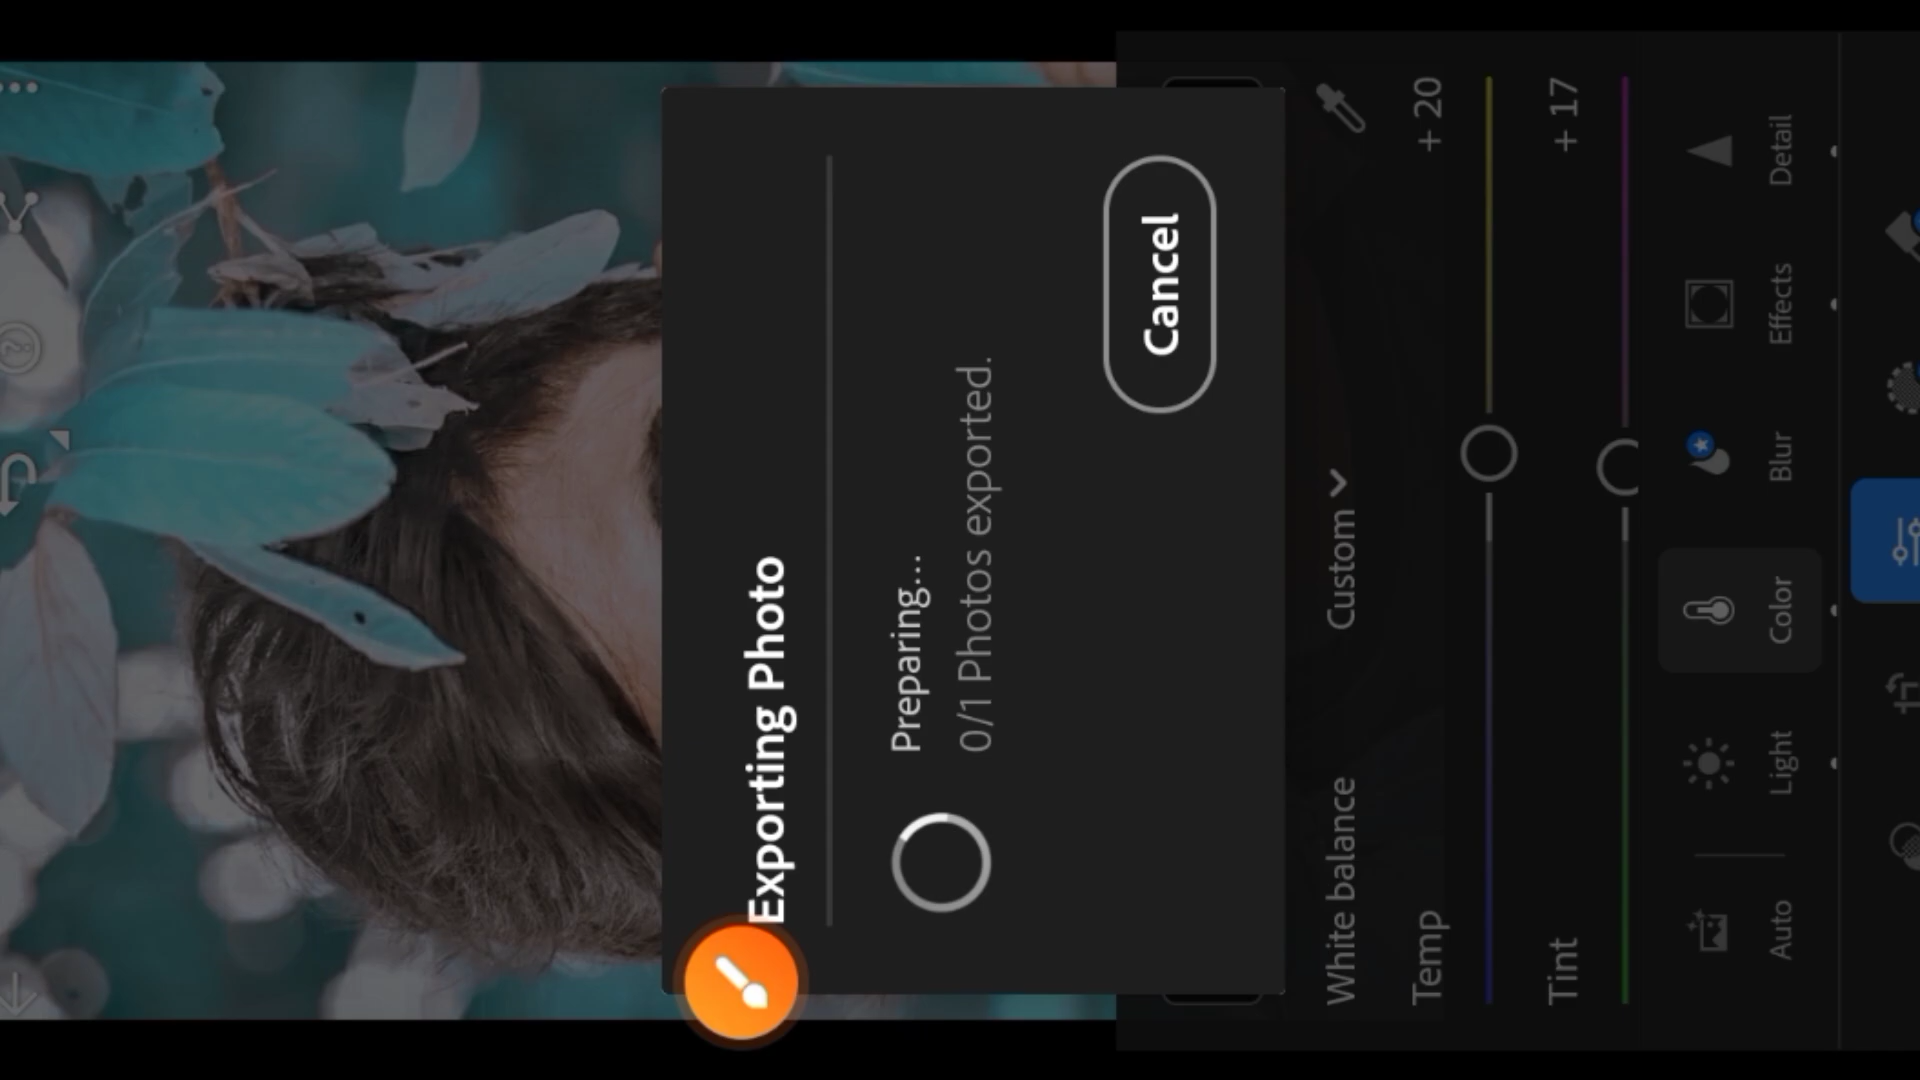 Exporting Photo
Preparing...
0/1 Photos exported.
Cancel
White balance
Custom
Temp
+ 20
Tint
+ 17
Auto
Light
Color
Blur
Effects
Detail